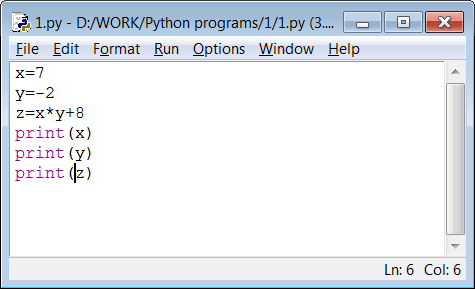 1.py - D:/WORK/Python programs/1/1.py (3....
File Edit Format Run Options Window Help
x=7
y=-2
z=x*y+8
print(x)
print(y)
print(z)
Ln: 6 Col: 6